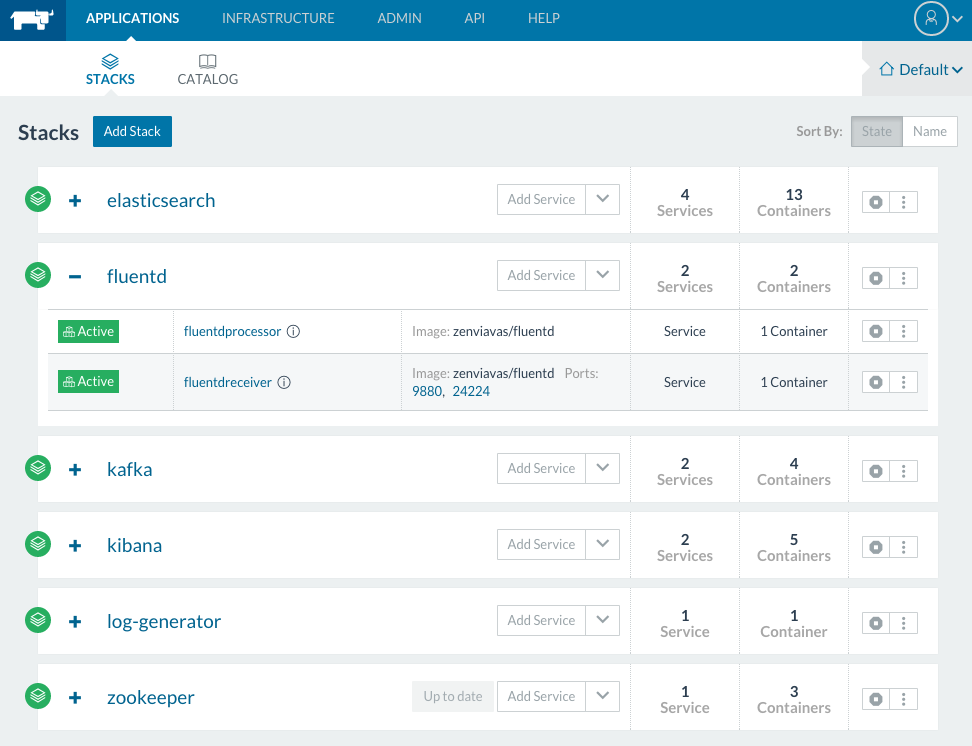 APPLICATIONS INFRASTRUCTURE ADMIN API HELP
STACKS CATALOG Default
Stacks Add Stack Sort By: State Name
elasticsearch Add Service 4 Services 13 Containers
fluentd Add Service 2 Services 2 Containers
Active fluentdprocessor Image: zenviavas/fluentd Service 1 Container
Active fluentdreceiver Image: zenviavas/fluentd Ports: Service 1 Container
9880, 24224
kafka Add Service 2 Services 4 Containers
kibana Add Service 2 Services 5 Containers
log-generator Add Service 1 Service 1 Container
zookeeper Up to date Add Service 1 Service 3 Containers